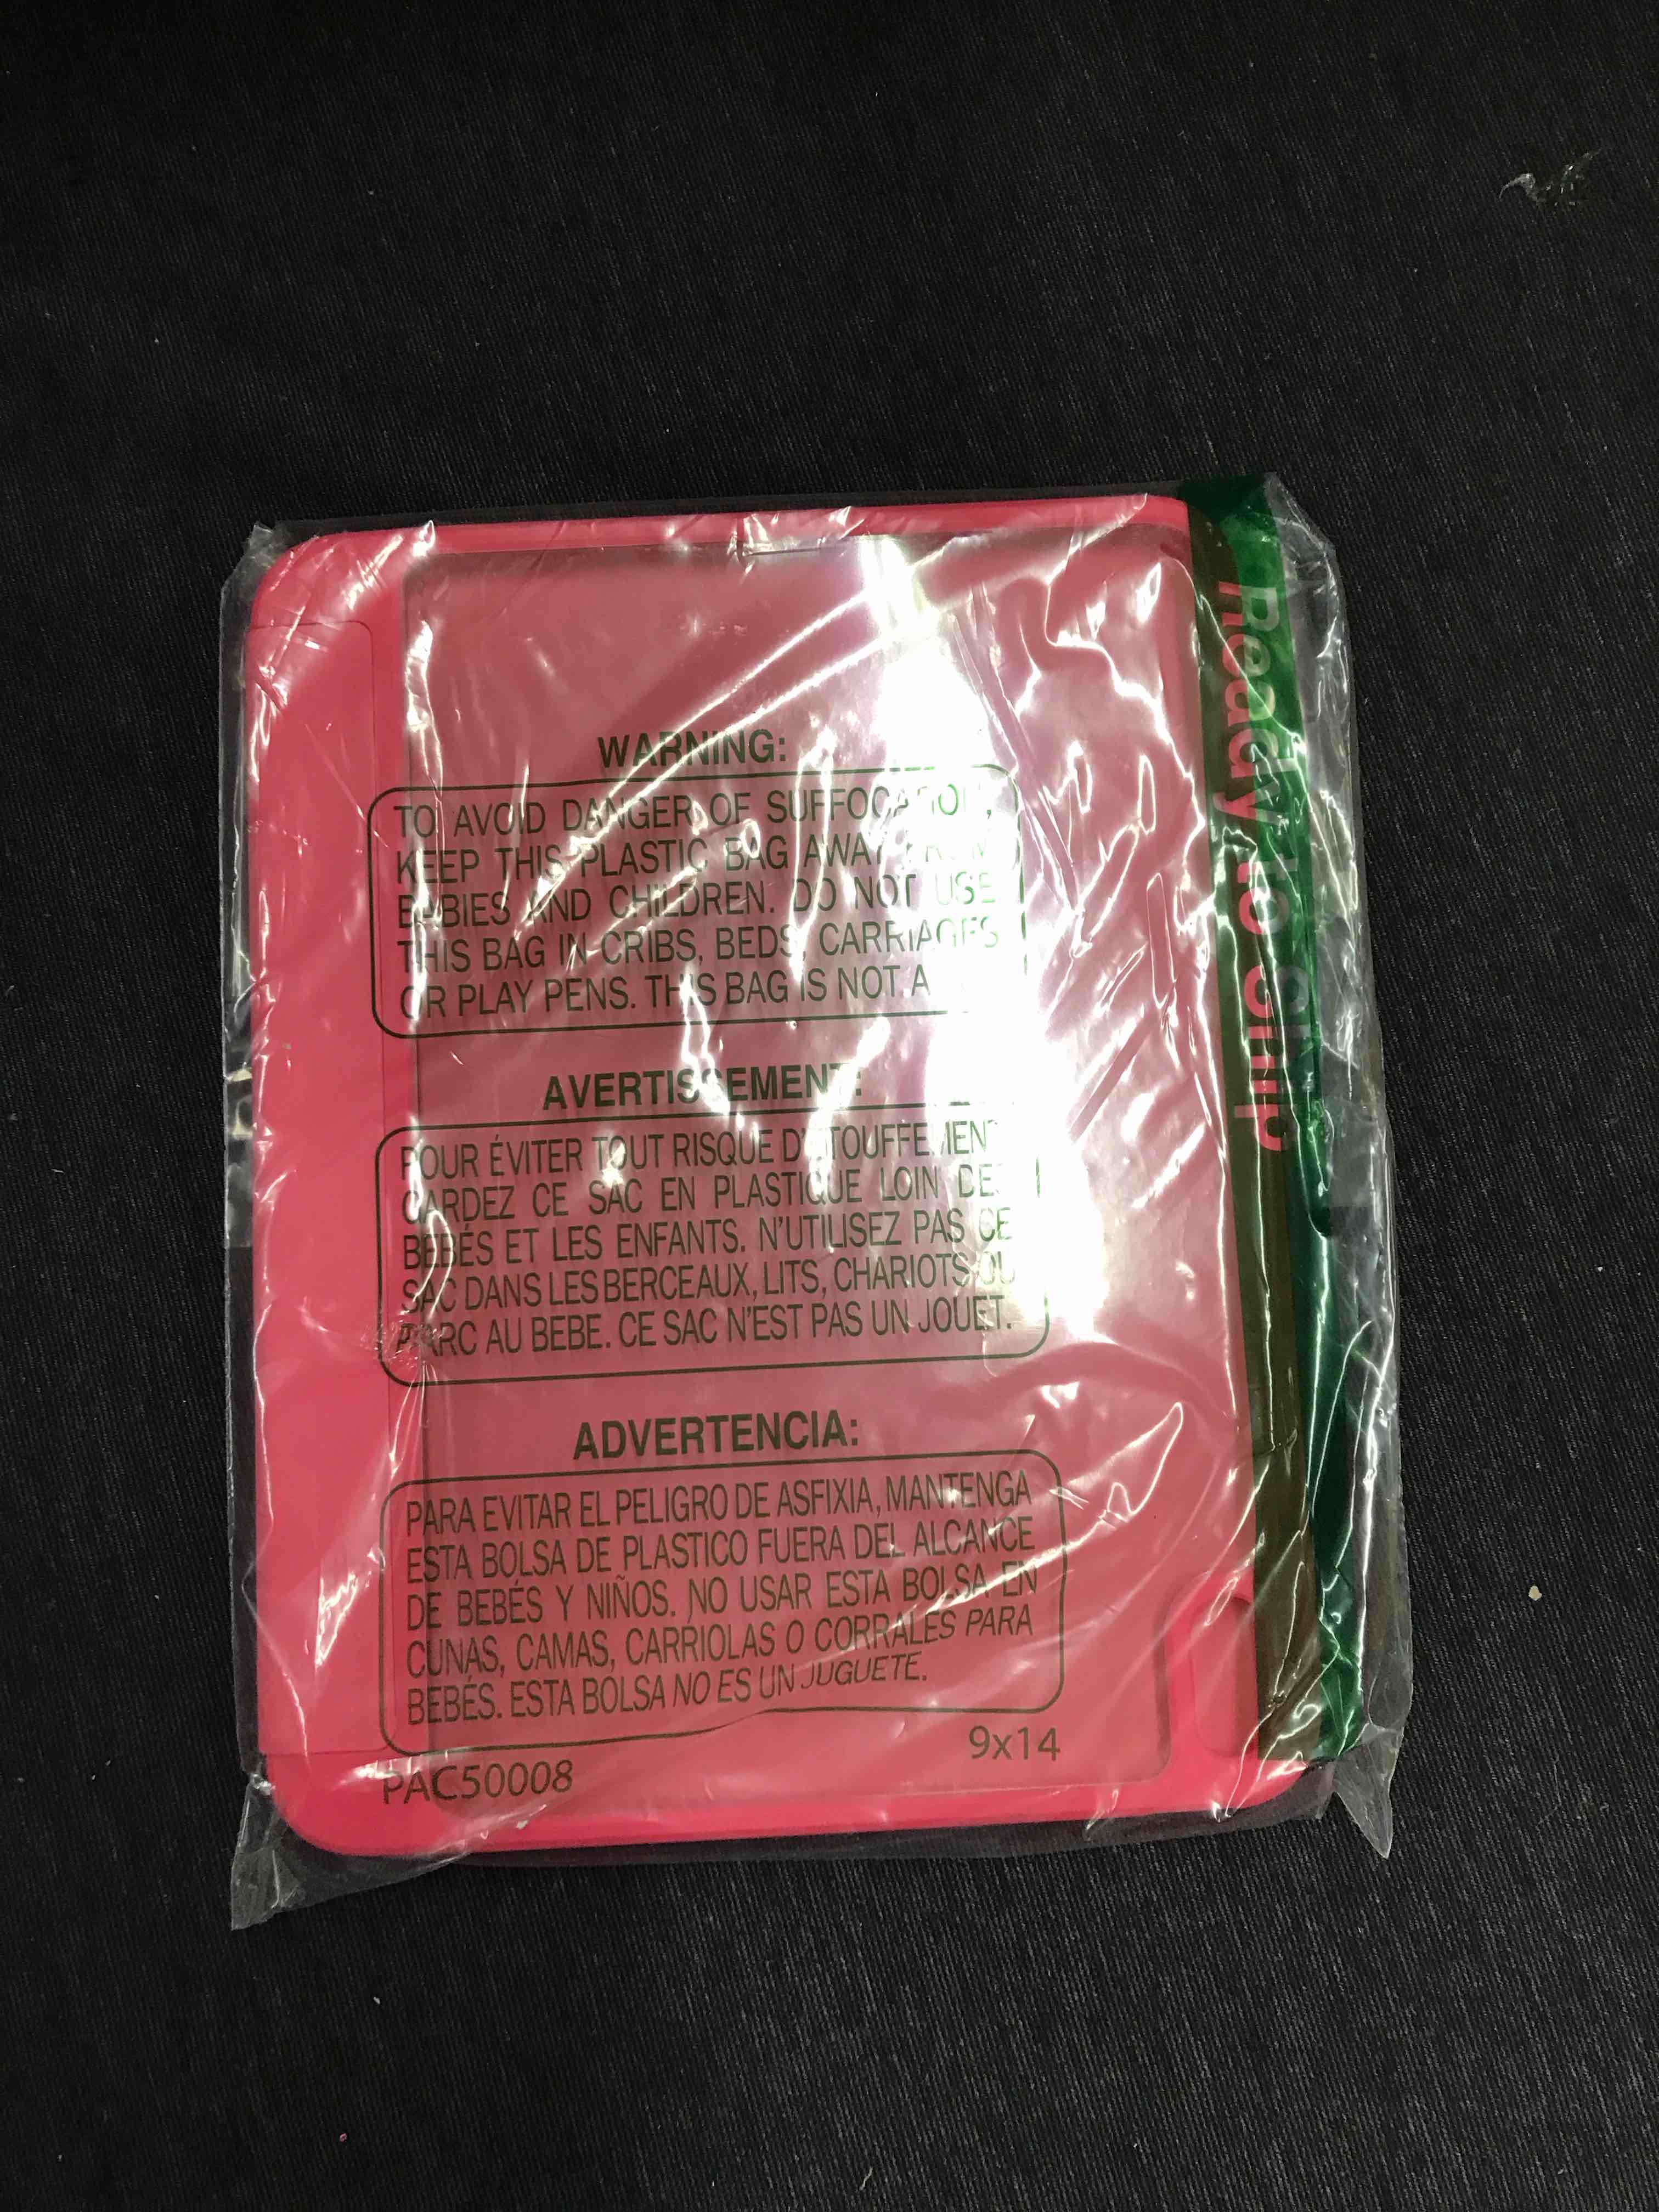 WARNING:
TO AVOID DANGER OF SUFFOCATION,
KEEP THIS PLASTIC BAG AWAY FROM
BABIES AND CHILDREN. DO NOT USE
THIS BAG IN CRIBS, BEDS, CARRIAGES
OR PLAY PENS. THIS BAG IS NOT A
AVERTISSEMENT:
POUR ÉVITER TOUT RISQUE D'ÉTOUFFEMENT
GARDEZ CE SAC EN PLASTIQUE LOIN DES
BEBÉS ET LES ENFANTS. N'UTILISEZ PAS CE
SAC DANS LES BERCEAUX, LITS, CHARIOTS OU
PARC AU BEBE. CE SAC N'EST PAS UN JOUET.
ADVERTENCIA:
PARA EVITAR EL PELIGRO DE ASFIXIA, MANTENGA
ESTA BOLSA DE PLASTICO FUERA DEL ALCANCE
DE BEBÉS Y NIÑOS. NO USAR ESTA BOLSA EN
CUNAS, CAMAS, CARRIOLAS O CORRALES PARA
BEBÉS. ESTA BOLSA NO ES UN JUGUETE.
9x14
PAC50008
Ready to Ship